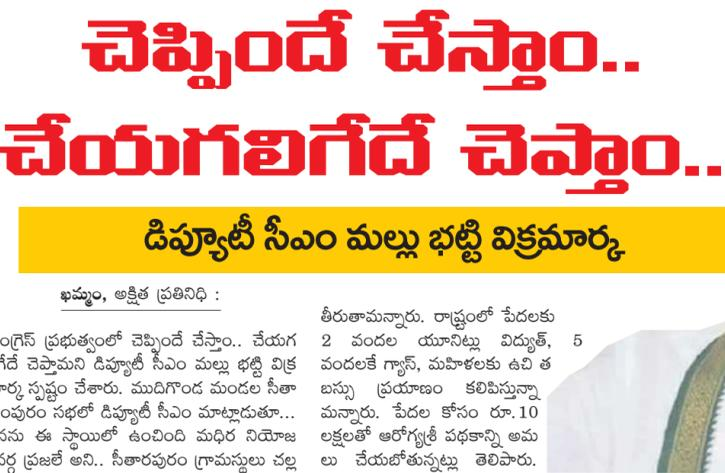 చెప్పిందే చేస్తాం..
చేయగలిగేదే చెప్తాం..
డిప్యూటీ సీఎం మల్లు భట్టి విక్రమార్క
ఖమ్మం, అక్షిత ప్రతినిధి :
ంగ్రెస్ ప్రభుత్వంలో చెప్పిందే చేస్తాం.. చేయగ
గేదే చెప్తామని డిప్యూటీ సీఎం మల్లు భట్టి విక్ర
మార్క స్పష్టం చేశారు. ముదిగొండ మండల సీతా
ంపురం సభలో డిప్యూటీ సీఎం మాట్లాడుతూ...
నను ఈ స్థాయిలో ఉంచింది మధిర నియోజ
వర్గ ప్రజలే అని.. సీతారపురం గ్రామస్థులు చల్ల
తీరుతామన్నారు. రాష్ట్రంలో పేదలకు
2 వందల యూనిట్లు విద్యుత్, 5
వందలకే గ్యాస్, మహిళలకు ఉచి త
బస్సు ప్రయాణం కలిపిస్తున్నా
మన్నారు. పేదల కోసం రూ.10
లక్షలతో ఆరోగ్యశ్రీ పథకాన్ని అమ
లు చేయబోతున్నట్లు తెలిపారు.